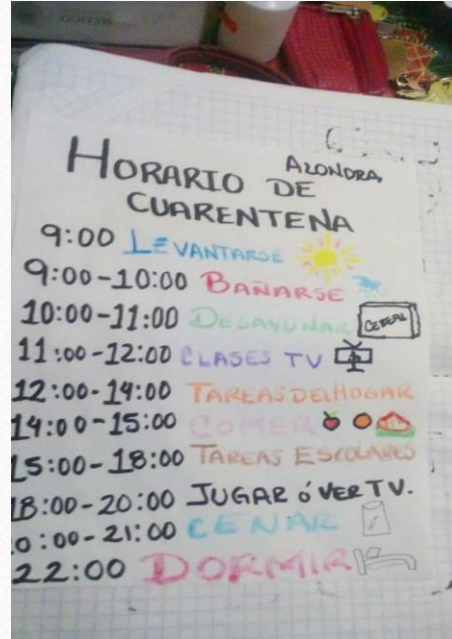 AZONDRA
HORARIO DE
CUARENTENA
9:00 LEVANTARSE
9:00-10:00 BAÑARSE
10:00-11:00 DESAYUNAR CEREAL
11:00-12:00 CLASES TV
12:00-14:00 TAREAS DEL HOGAR
14:00-15:00 COMER
15:00-18:00 TAREAS ESCOLARES
18:00-20:00 JUGAR ó VER TV.
0:00-21:00 CENAR
22:00 DORMIR